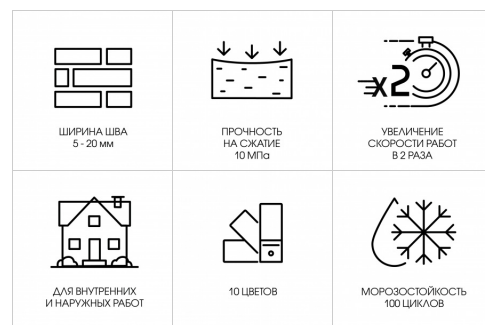 ШИРИНА ШВА
5 - 20 мм
ПРОЧНОСТЬ
НА СЖАТИЕ
10 МПа
x2
УВЕЛИЧЕНИЕ
СКОРОСТИ РАБОТ
В 2 РАЗА
ДЛЯ ВНУТРЕННИХ
И НАРУЖНЫХ РАБОТ
10 ЦВЕТОВ
МОРОЗОСТОЙКОСТЬ
100 ЦИКЛОВ